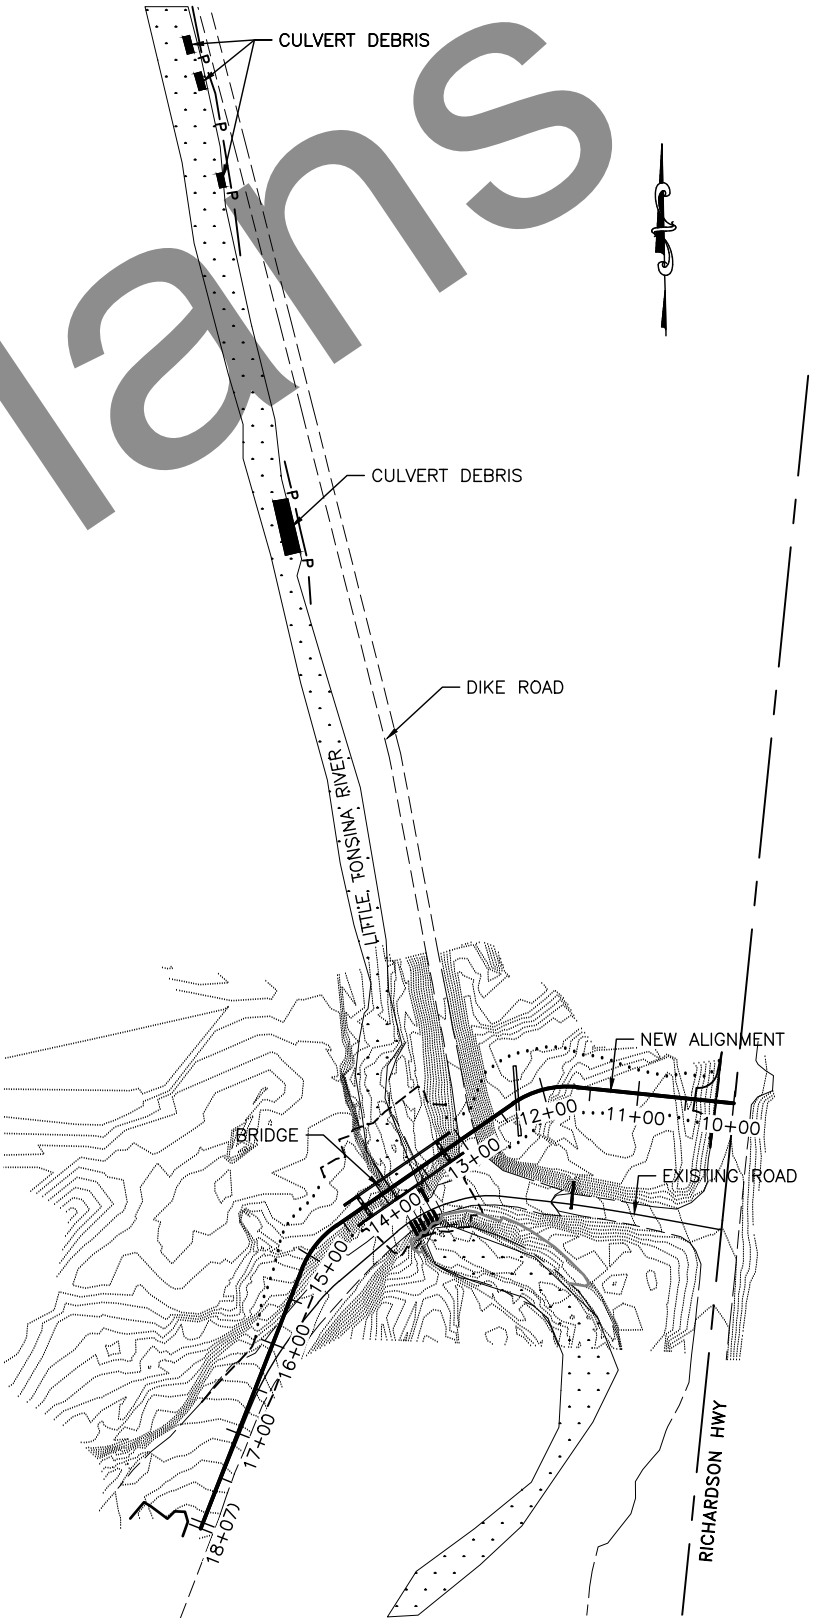 CULVERT DEBRIS
P
P
P
lans
CULVERT DEBRIS
P
P
DIKE ROAD
LITTLE TONSINA RIVER
NEW ALIGNMENT
BRIDGE
EXISTING ROAD
10+00
11+00
12+00
13+00
14+00
15+00
16+00
17+00
18+07
RICHARDSON HWY